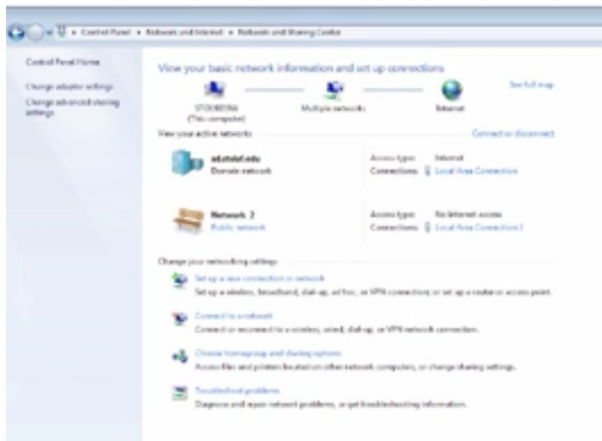 Control Panel ▸ Network and Internet ▸ Network and Sharing Center
Control Panel Home
Change adapter settings
Change advanced sharing
settings
View your basic network information and set up connections
See full map
(This computer)
Multiple networks
Internet
View your active networks
Connect or disconnect
ad.stolaf.edu
Domain network
Access type: Internet
Connections: Local Area Connection
Network 2
Public network
Access type: No Internet access
Connections: Local Area Connection 2
Change your networking settings
Set up a new connection or network
Set up a wireless, broadband, dial-up, ad hoc, or VPN connection; or set up a router or access point.
Connect to a network
Connect or reconnect to a wireless, wired, dial-up, or VPN network connection.
Choose homegroup and sharing options
Access files and printers located on other network computers, or change sharing settings.
Troubleshoot problems
Diagnose and repair network problems, or get troubleshooting information.